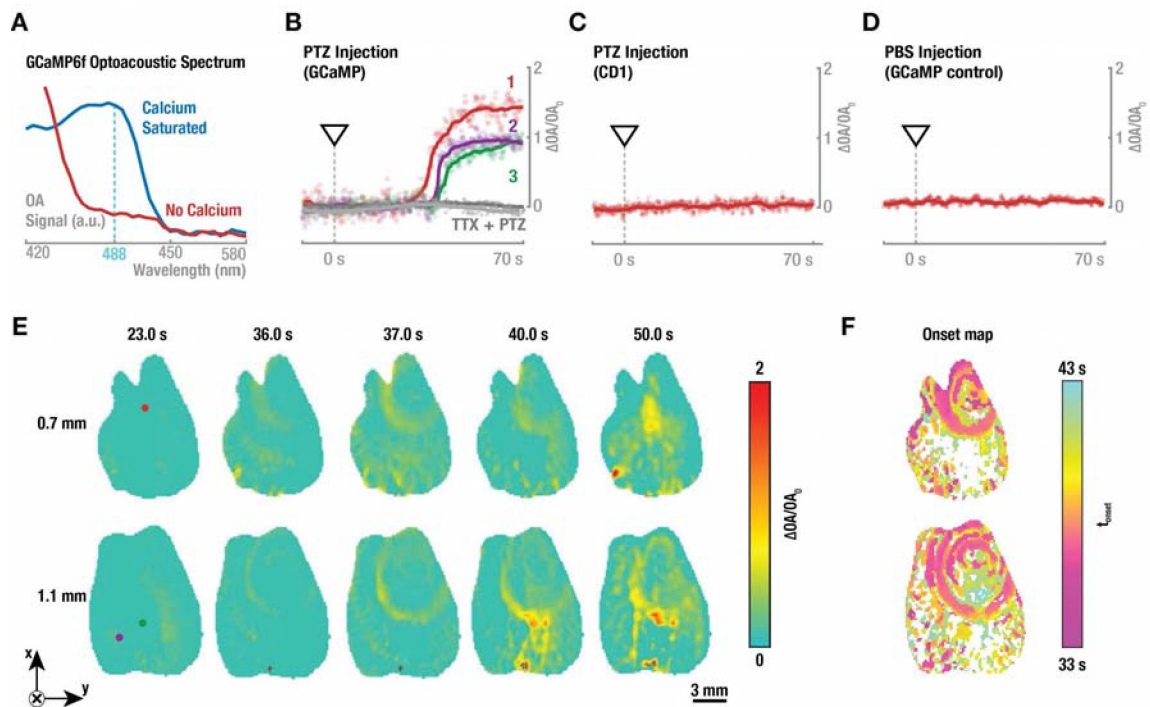 A
GCaMP6f Optoacoustic Spectrum
Calcium
Saturated
OA
Signal (a.u.)
No Calcium
420
488
450
580
Wavelength (nm)
B
PTZ Injection
(GCaMP)
1
2
3
TTX + PTZ
0 s
70 s
2
1
0
ΔOA/OA₀
C
PTZ Injection
(CD1)
0 s
70 s
2
1
0
ΔOA/OA₀
D
PBS Injection
(GCaMP control)
0 s
70 s
2
1
0
ΔOA/OA₀
E
23.0 s
36.0 s
37.0 s
40.0 s
50.0 s
0.7 mm
1.1 mm
x
y
3 mm
2
0
ΔOA/OA₀
F
Onset map
43 s
33 s
tonset